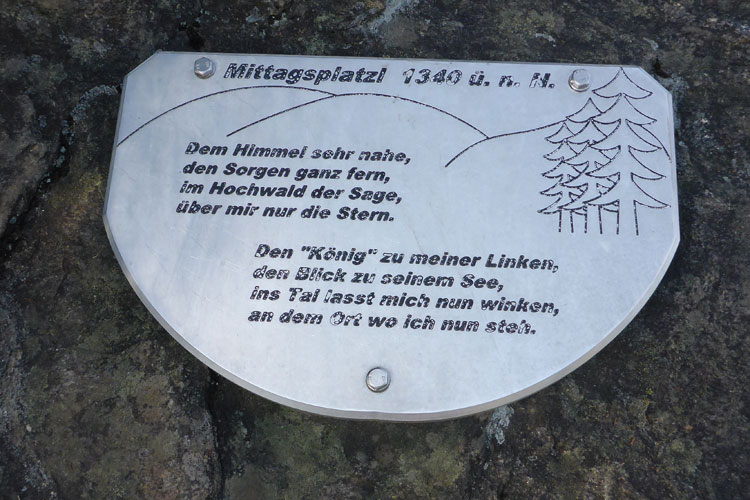 Mittagsplatzl 1340 ü. n. H.
Dem Himmel sehr nahe,
den Sorgen ganz fern,
im Hochwald der Sage,
über mir nur die Stern.
Den "König" zu meiner Linken,
den Blick zu seinem See,
ins Tal lasst mich nun winken,
an dem Ort wo ich nun steh.